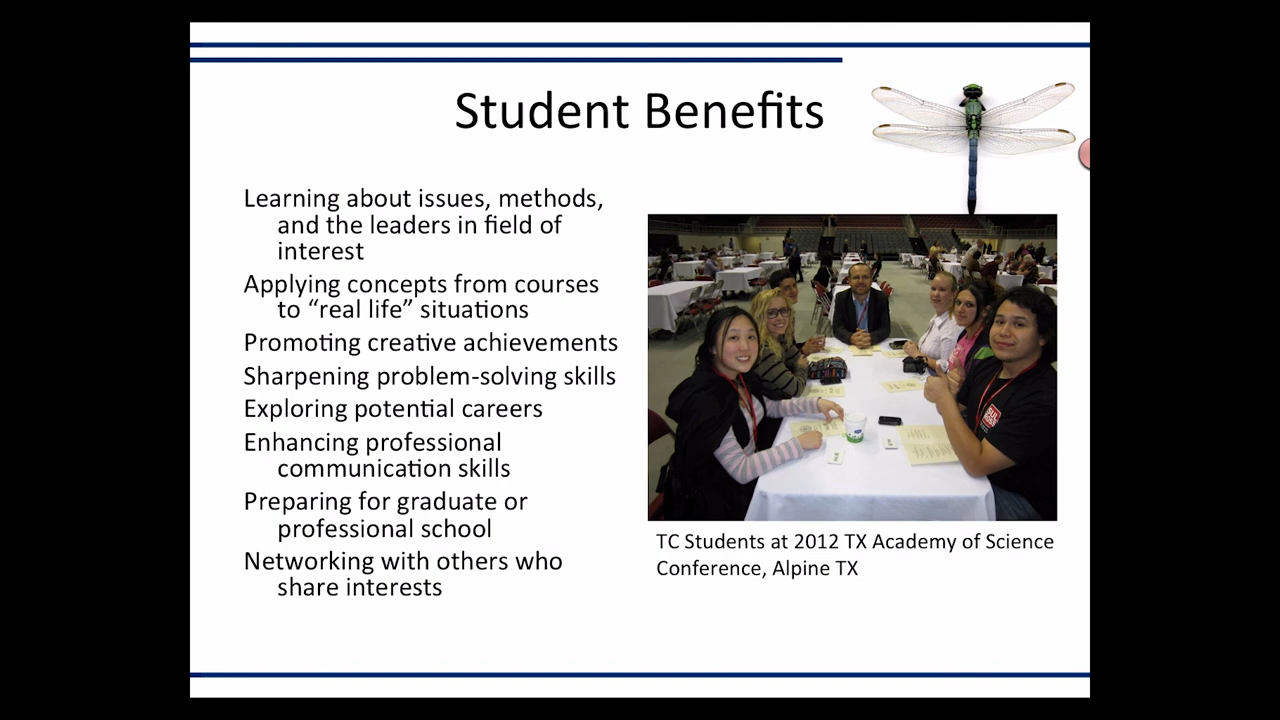 Student Benefits
Learning about issues, methods,
and the leaders in field of
interest
Applying concepts from courses
to “real life” situations
Promoting creative achievements
Sharpening problem-solving skills
Exploring potential careers
Enhancing professional
communication skills
Preparing for graduate or
professional school
Networking with others who
share interests
TC Students at 2012 TX Academy of Science
Conference, Alpine TX